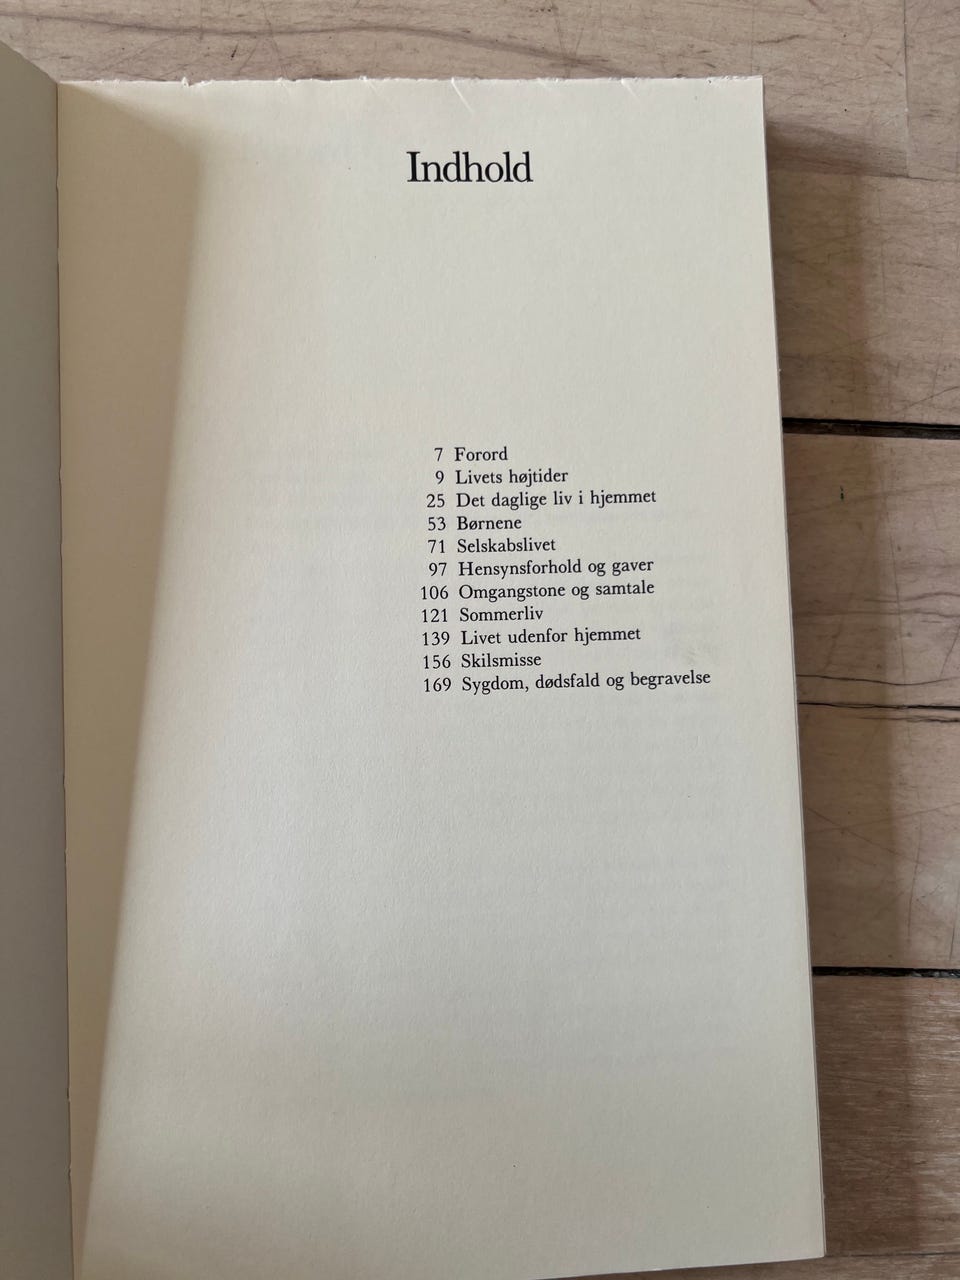 Indhold
7 Forord
9 Livets højtider
25 Det daglige liv i hjemmet
53 Børnene
71 Selskabslivet
97 Hensynsforhold og gaver
106 Omgangstone og samtale
121 Sommerliv
139 Livet udenfor hjemmet
156 Skilsmisse
169 Sygdom, dødsfald og begravelse